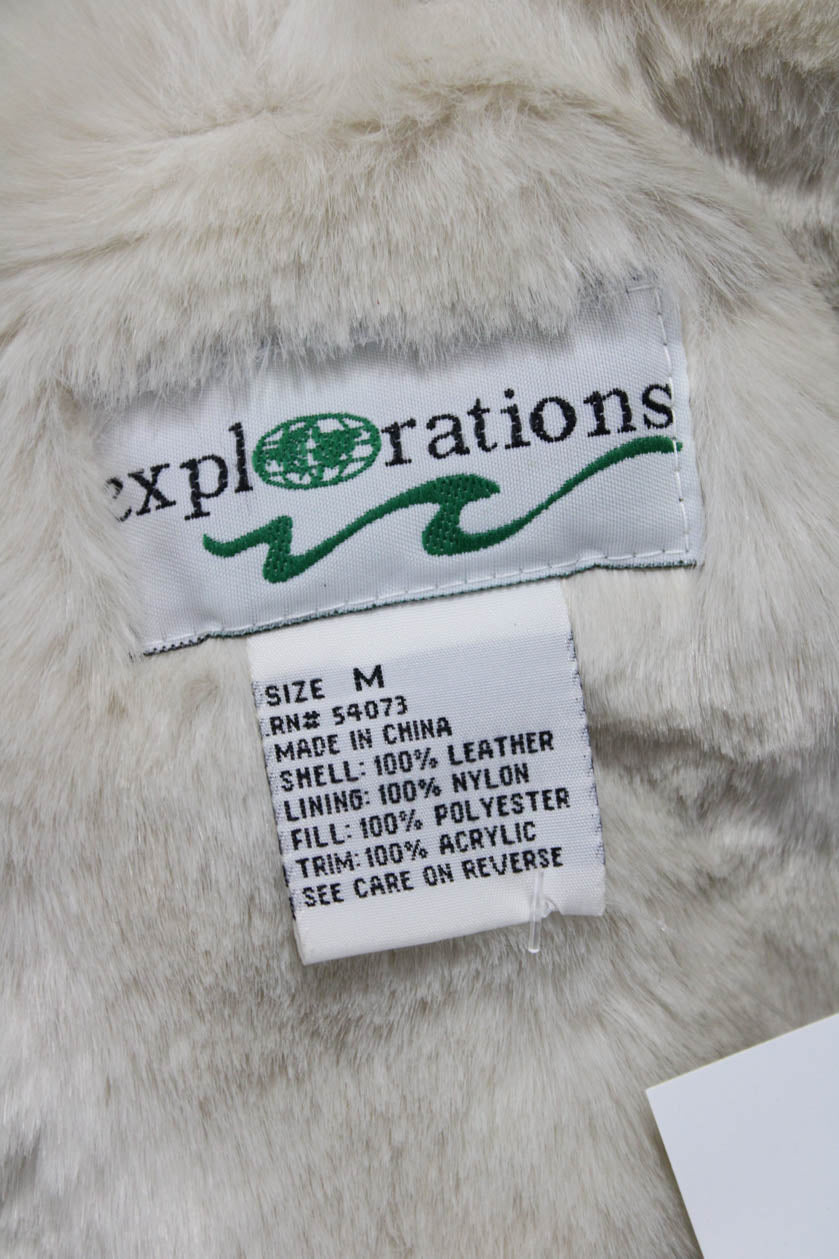 explorations
SIZE M
RN# 54073
MADE IN CHINA
SHELL: 100% LEATHER
LINING: 100% NYLON
FILL: 100% POLYESTER
TRIM: 100% ACRYLIC
SEE CARE ON REVERSE